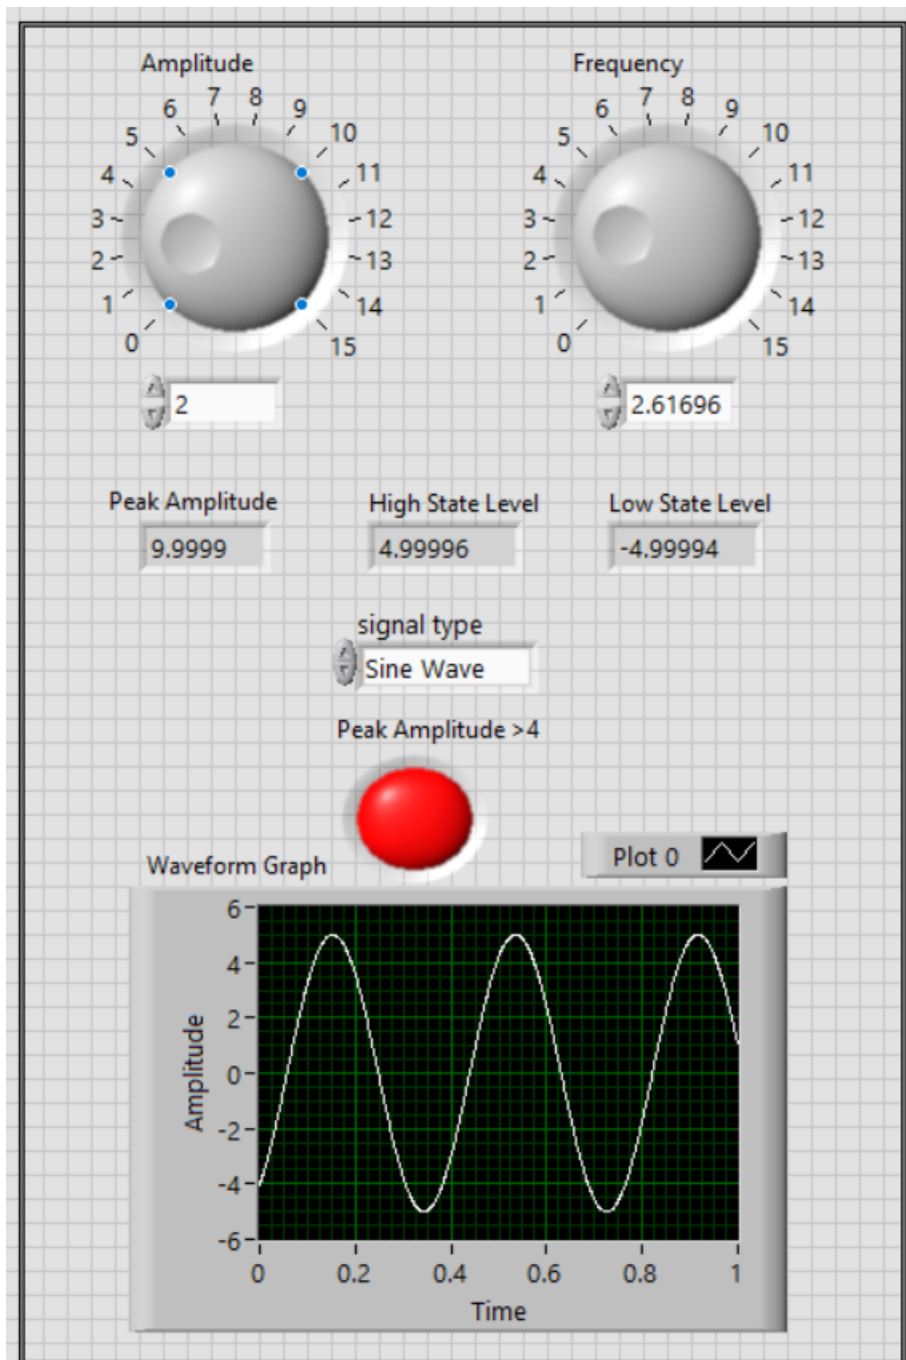 Amplitude
0 1 2 3 4 5 6 7 8 9 10 11 12 13 14 15
2
Frequency
0 1 2 3 4 5 6 7 8 9 10 11 12 13 14 15
2.61696
Peak Amplitude
9.9999
High State Level
4.99996
Low State Level
-4.99994
signal type
Sine Wave
Peak Amplitude >4
Waveform Graph
Plot 0
Amplitude
6
4
2
0
-2
-4
-6
0 0.2 0.4 0.6 0.8 1
Time